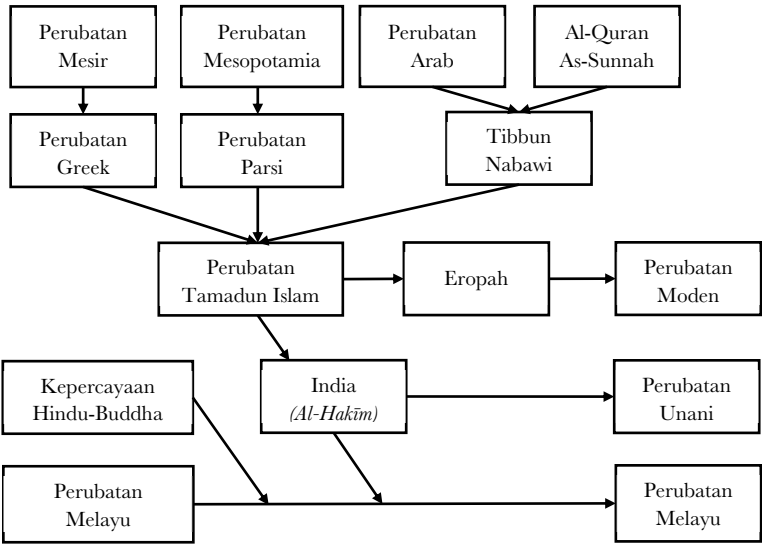 Perubatan
Mesir
Perubatan
Mesopotamia
Perubatan
Arab
Al-Quran
As-Sunnah
Perubatan
Greek
Perubatan
Parsi
Tibbun
Nabawi
Perubatan
Tamadun Islam
Eropah
Perubatan
Moden
Kepercayaan
Hindu-Buddha
India
(Al-Hakīm)
Perubatan
Unani
Perubatan
Melayu
Perubatan
Melayu